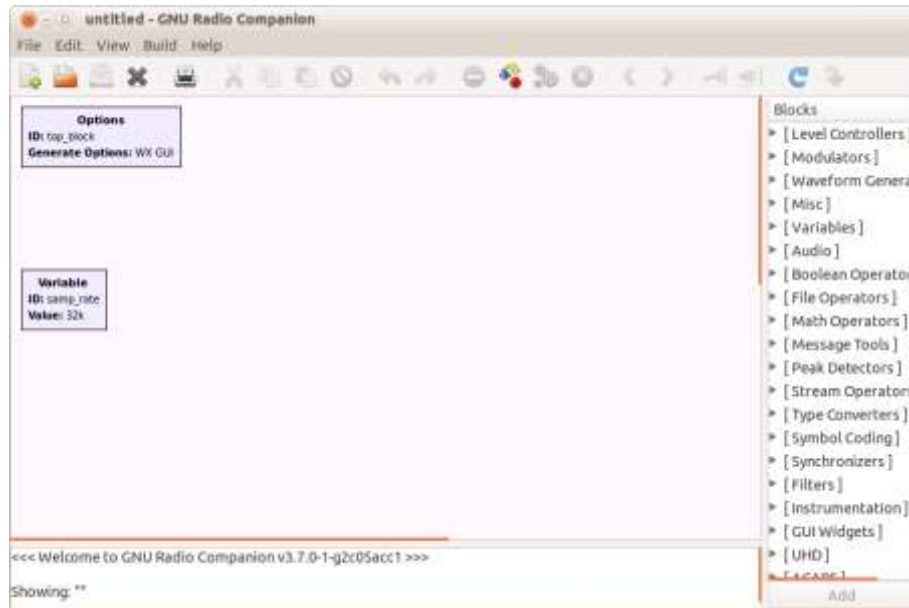 untitled - GNU Radio Companion
File Edit View Build Help
Options
ID: top_block
Generate Options: WX GUI
Variable
ID: samp_rate
Value: 32k
Blocks
[ Level Controllers ]
[ Modulators ]
[ Waveform Genera
[ Misc ]
[ Variables ]
[ Audio ]
[ Boolean Operator
[ File Operators ]
[ Math Operators ]
[ Message Tools ]
[ Peak Detectors ]
[ Stream Operators
[ Type Converters ]
[ Symbol Coding ]
[ Synchronizers ]
[ Filters ]
[ Instrumentation ]
[ GUI Widgets ]
[ UHD ]
Add
<<< Welcome to GNU Radio Companion v3.7.0-1-g2c05acc1 >>>
Showing: ""